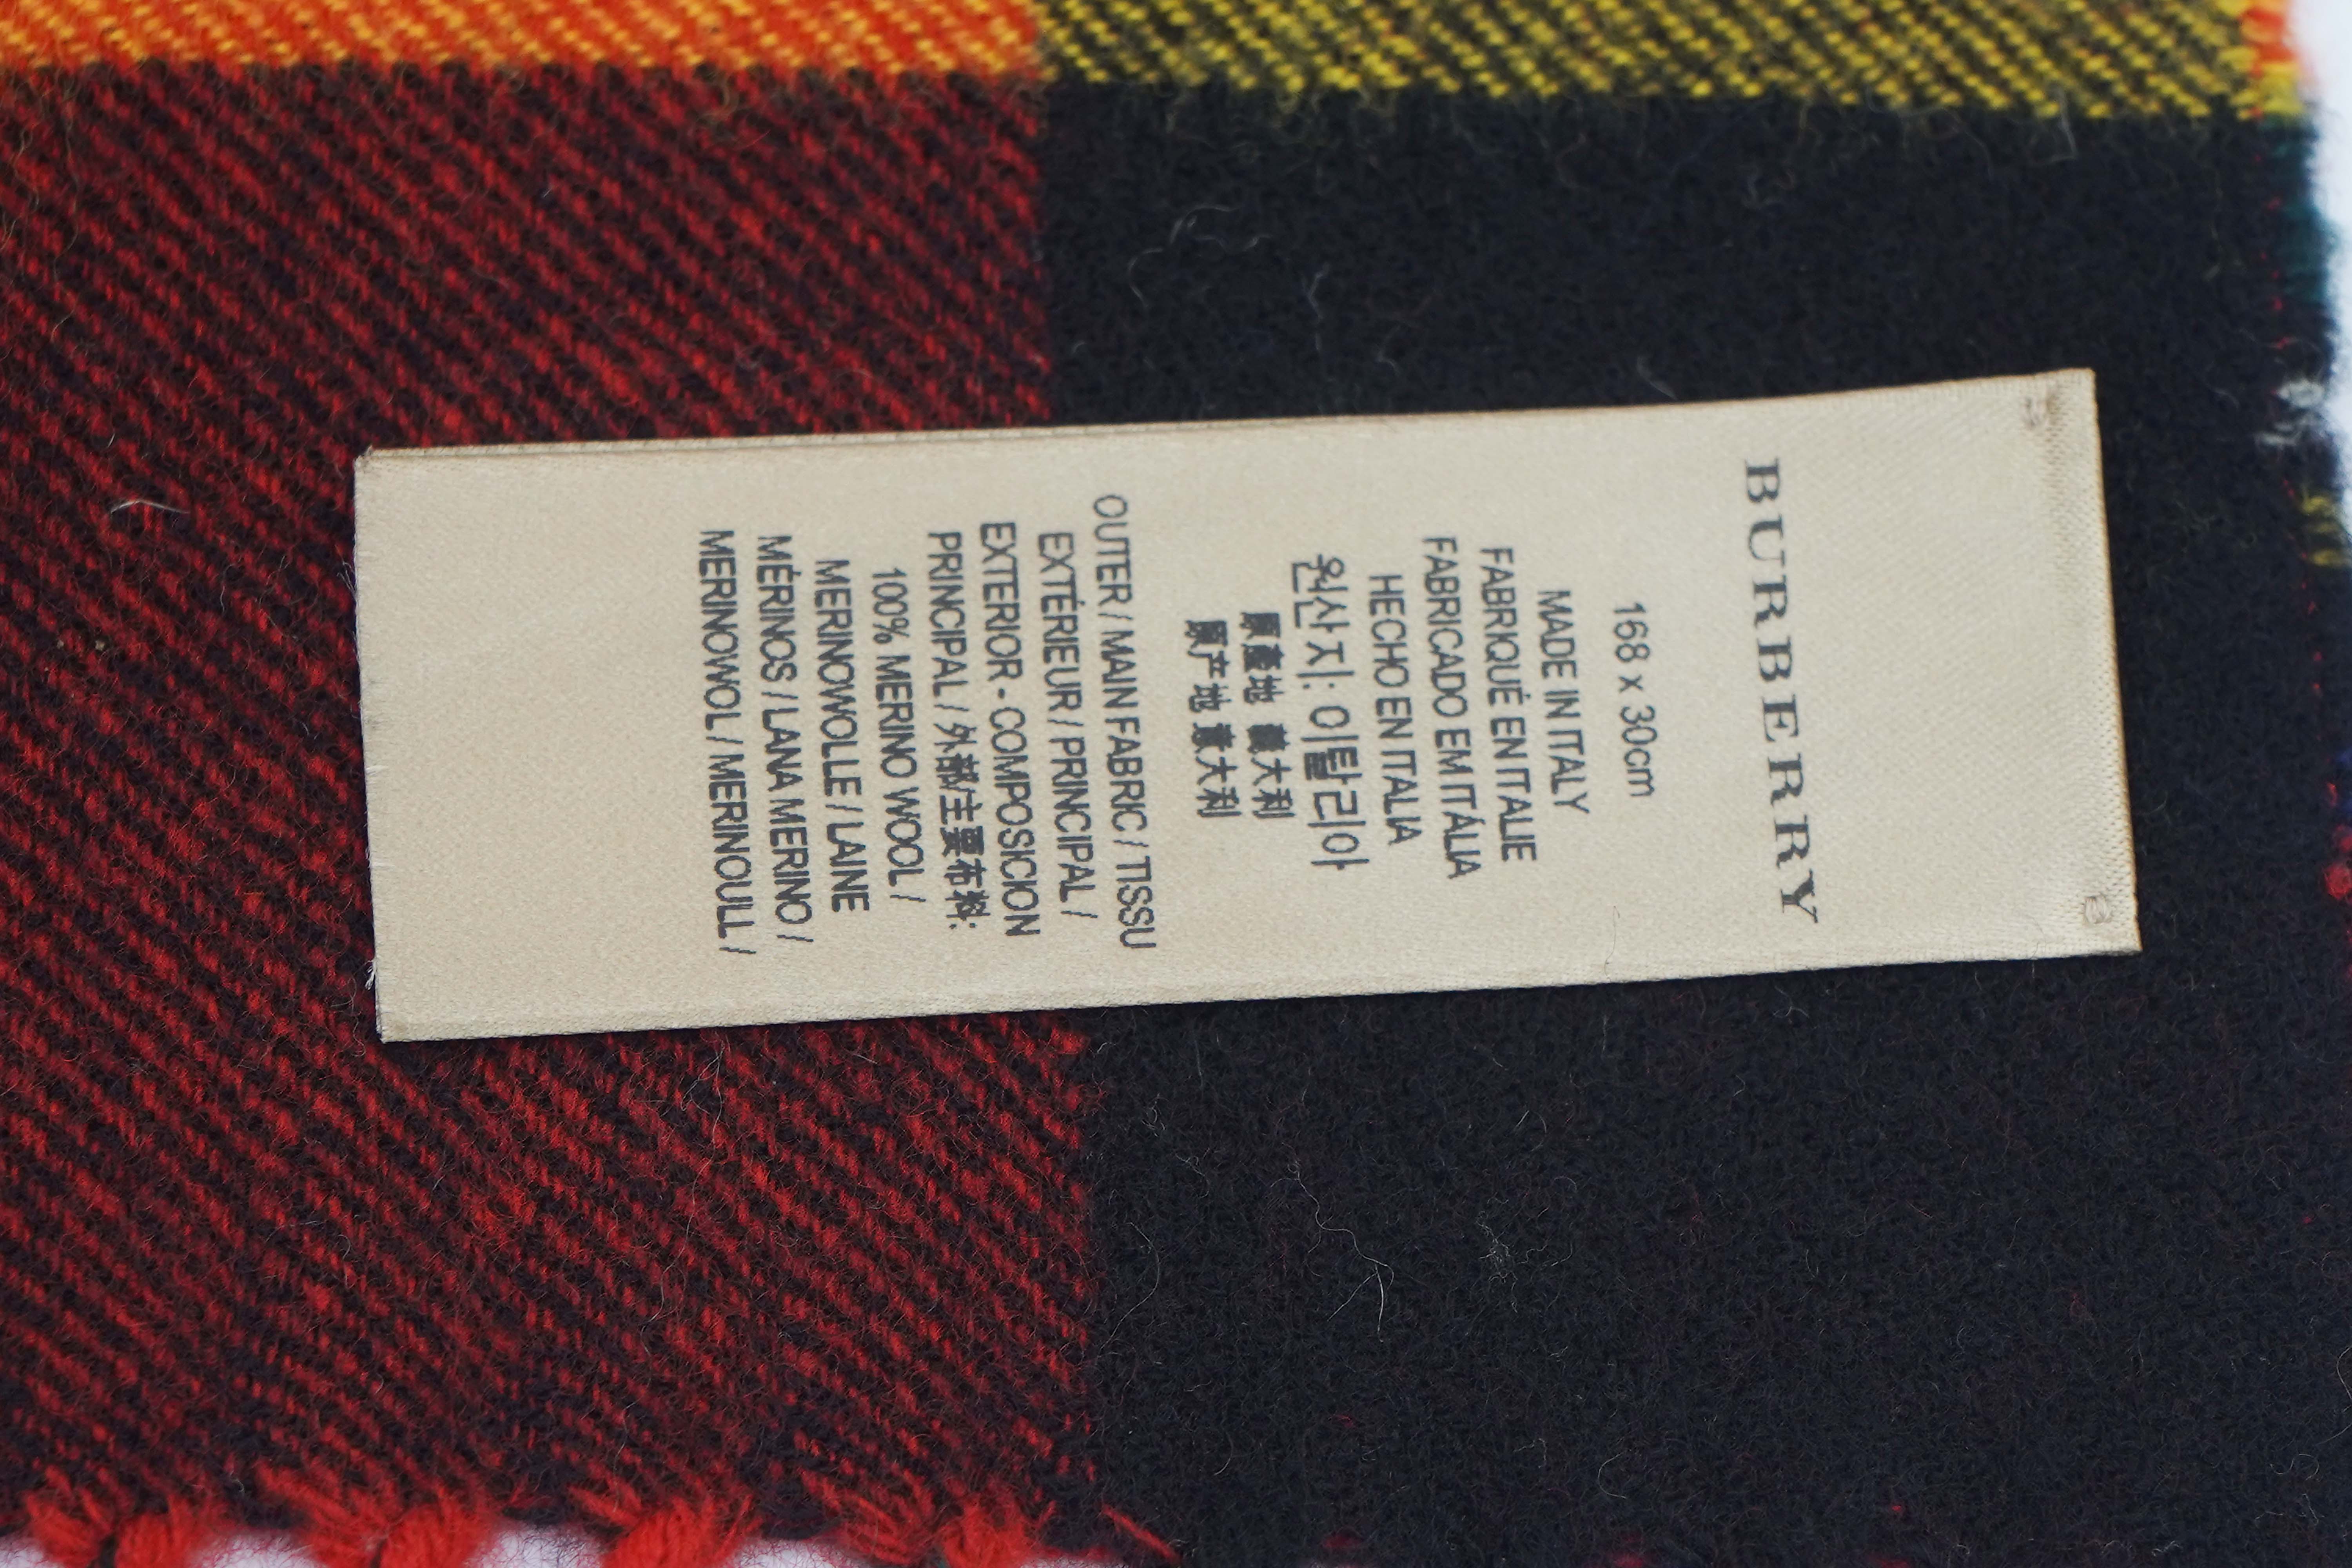 BURBERRY
168 x 30cm
MADE IN ITALY
FABRIQUÉ EN ITALIE
FABRICADO EM ITÁLIA
HECHO EN ITALIA
원산지: 이탈리아
原產地 義大利
原产地 意大利
OUTER / MAIN FABRIC / TISSU
EXTÉRIEUR / PRINCIPAL /
EXTERIOR - COMPOSICION
PRINCIPAL / 外部/主要布料:
100% MERINO WOOL /
MERINOWOLLE / LAINE
MÉRINOS / LANA MERINO /
MERINOWOL / MERINOULL /